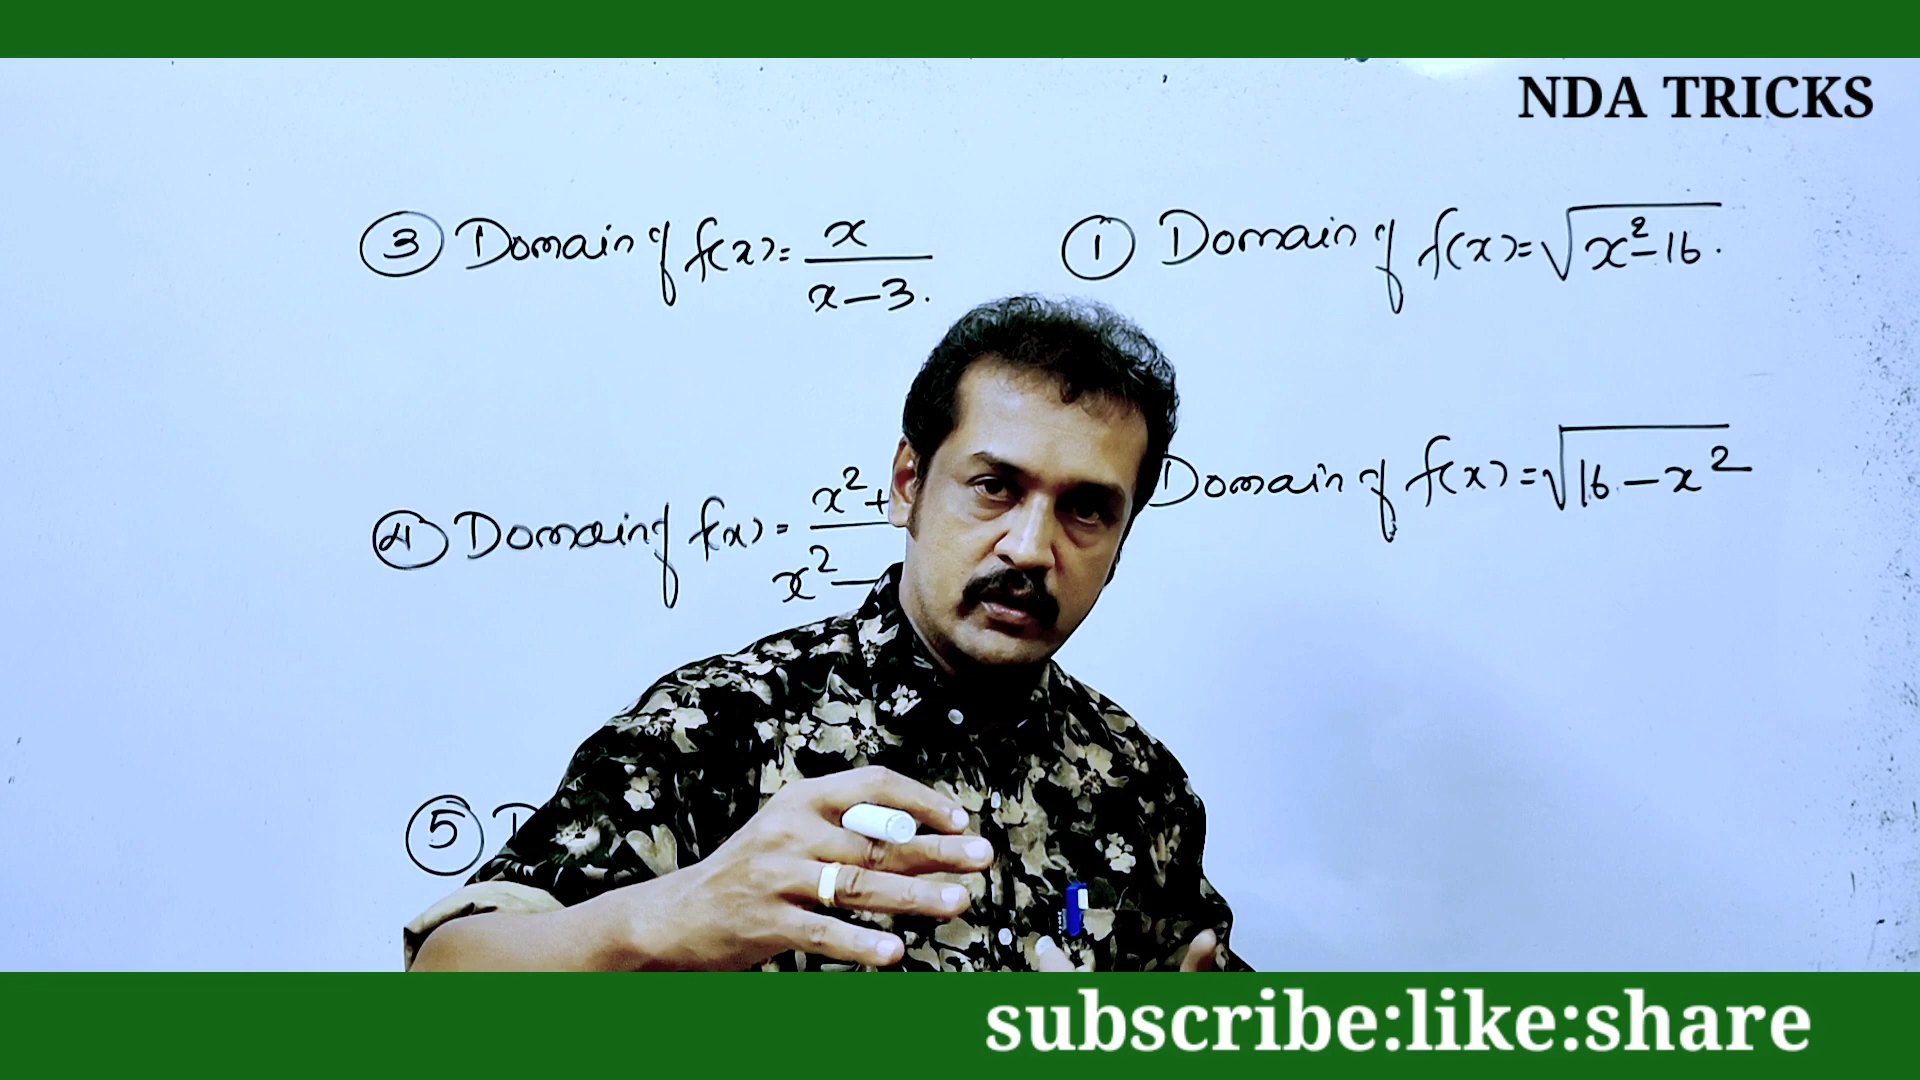 NDA TRICKS
③ Domain of f(x)= x
x-3.
① Domain of f(x)= √x²-16.
④ Domain of f(x) = x²+
x² -
Domain of f(x) = √16-x²
⑤ D
subscribe:like:share